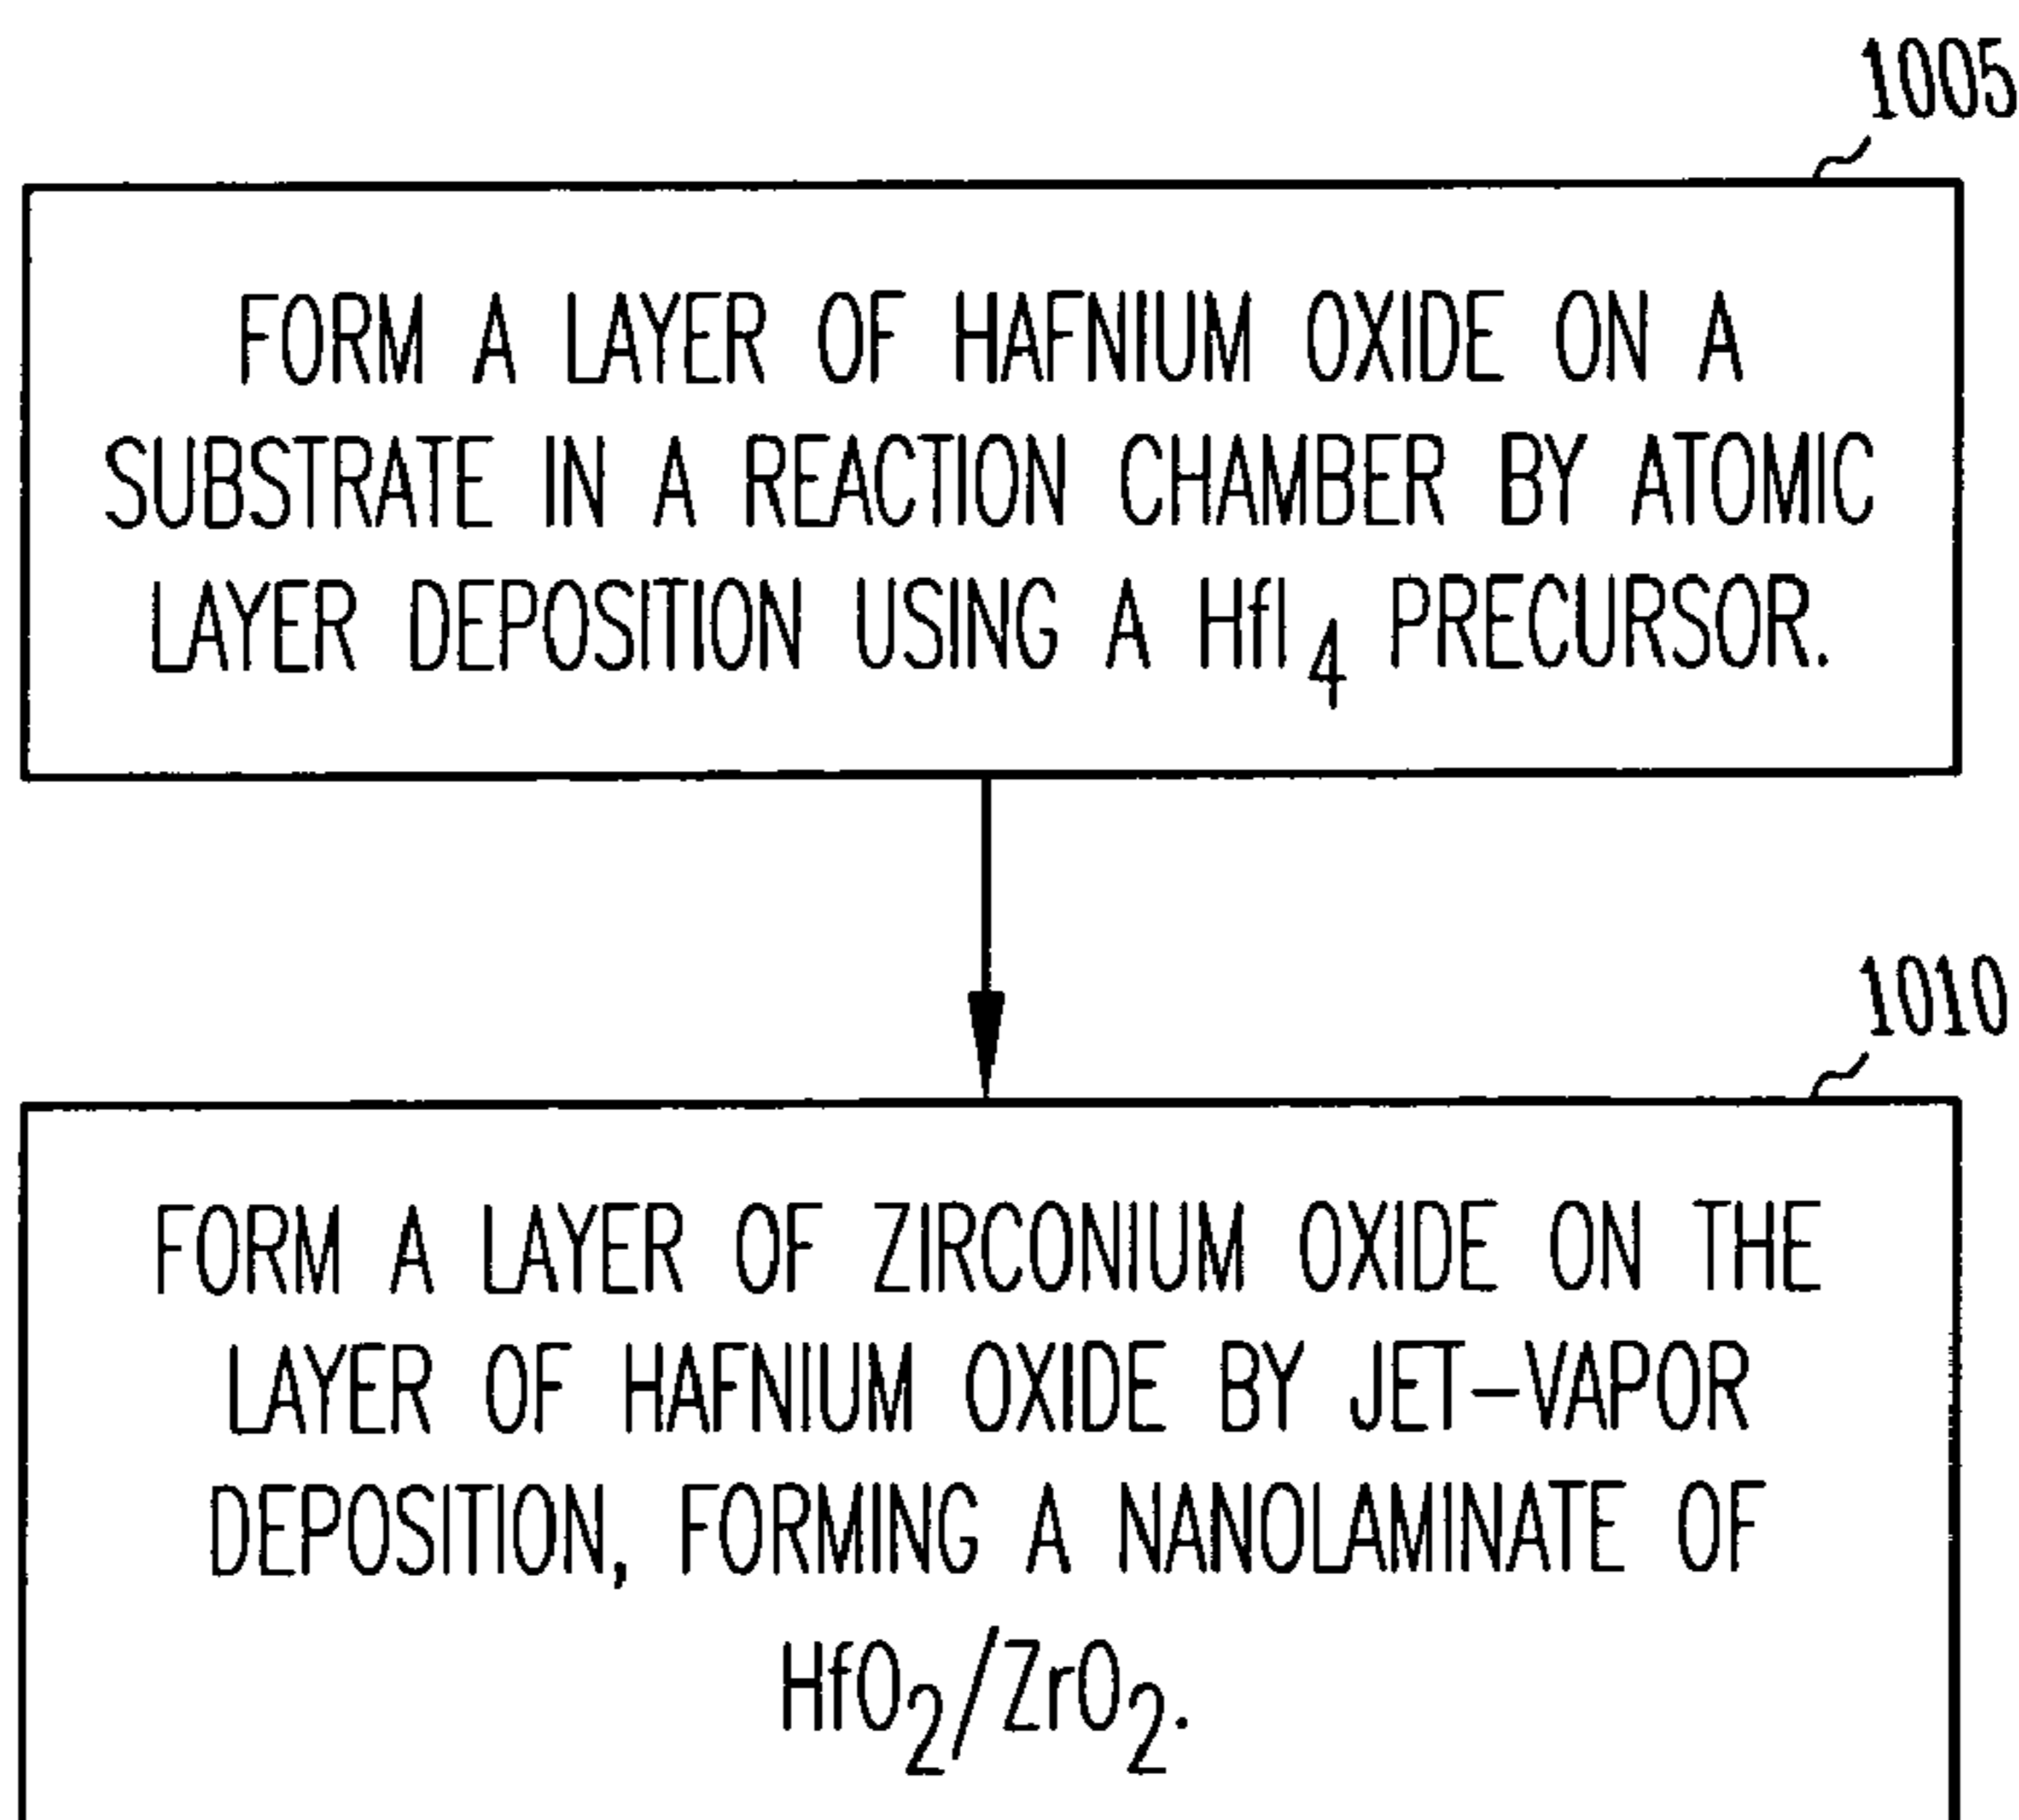 1005
FORM A LAYER OF HAFNIUM OXIDE ON A
SUBSTRATE IN A REACTION CHAMBER BY ATOMIC
LAYER DEPOSITION USING A HfI₄ PRECURSOR.
1010
FORM A LAYER OF ZIRCONIUM OXIDE ON THE
LAYER OF HAFNIUM OXIDE BY JET-VAPOR
DEPOSITION, FORMING A NANOLAMINATE OF
HfO₂/ZrO₂.